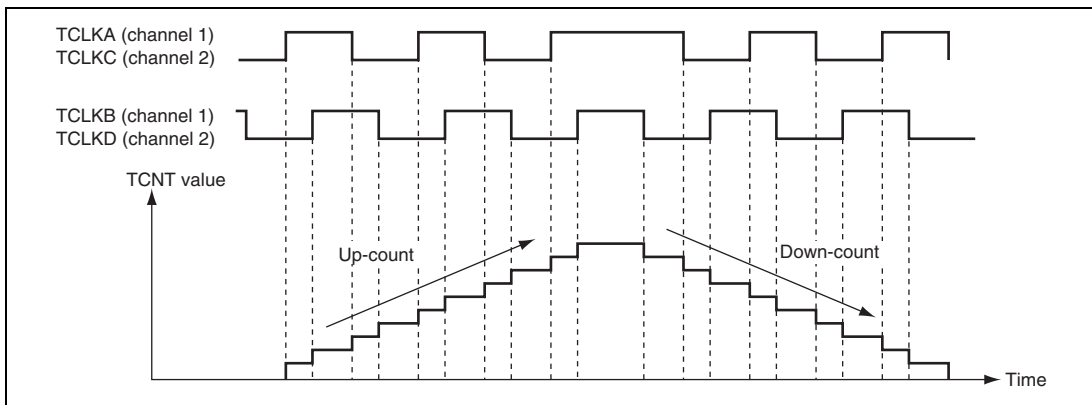 TCLKA (channel 1)
TCLKC (channel 2)
TCLKB (channel 1)
TCLKD (channel 2)
TCNT value
Up-count
Down-count
Time